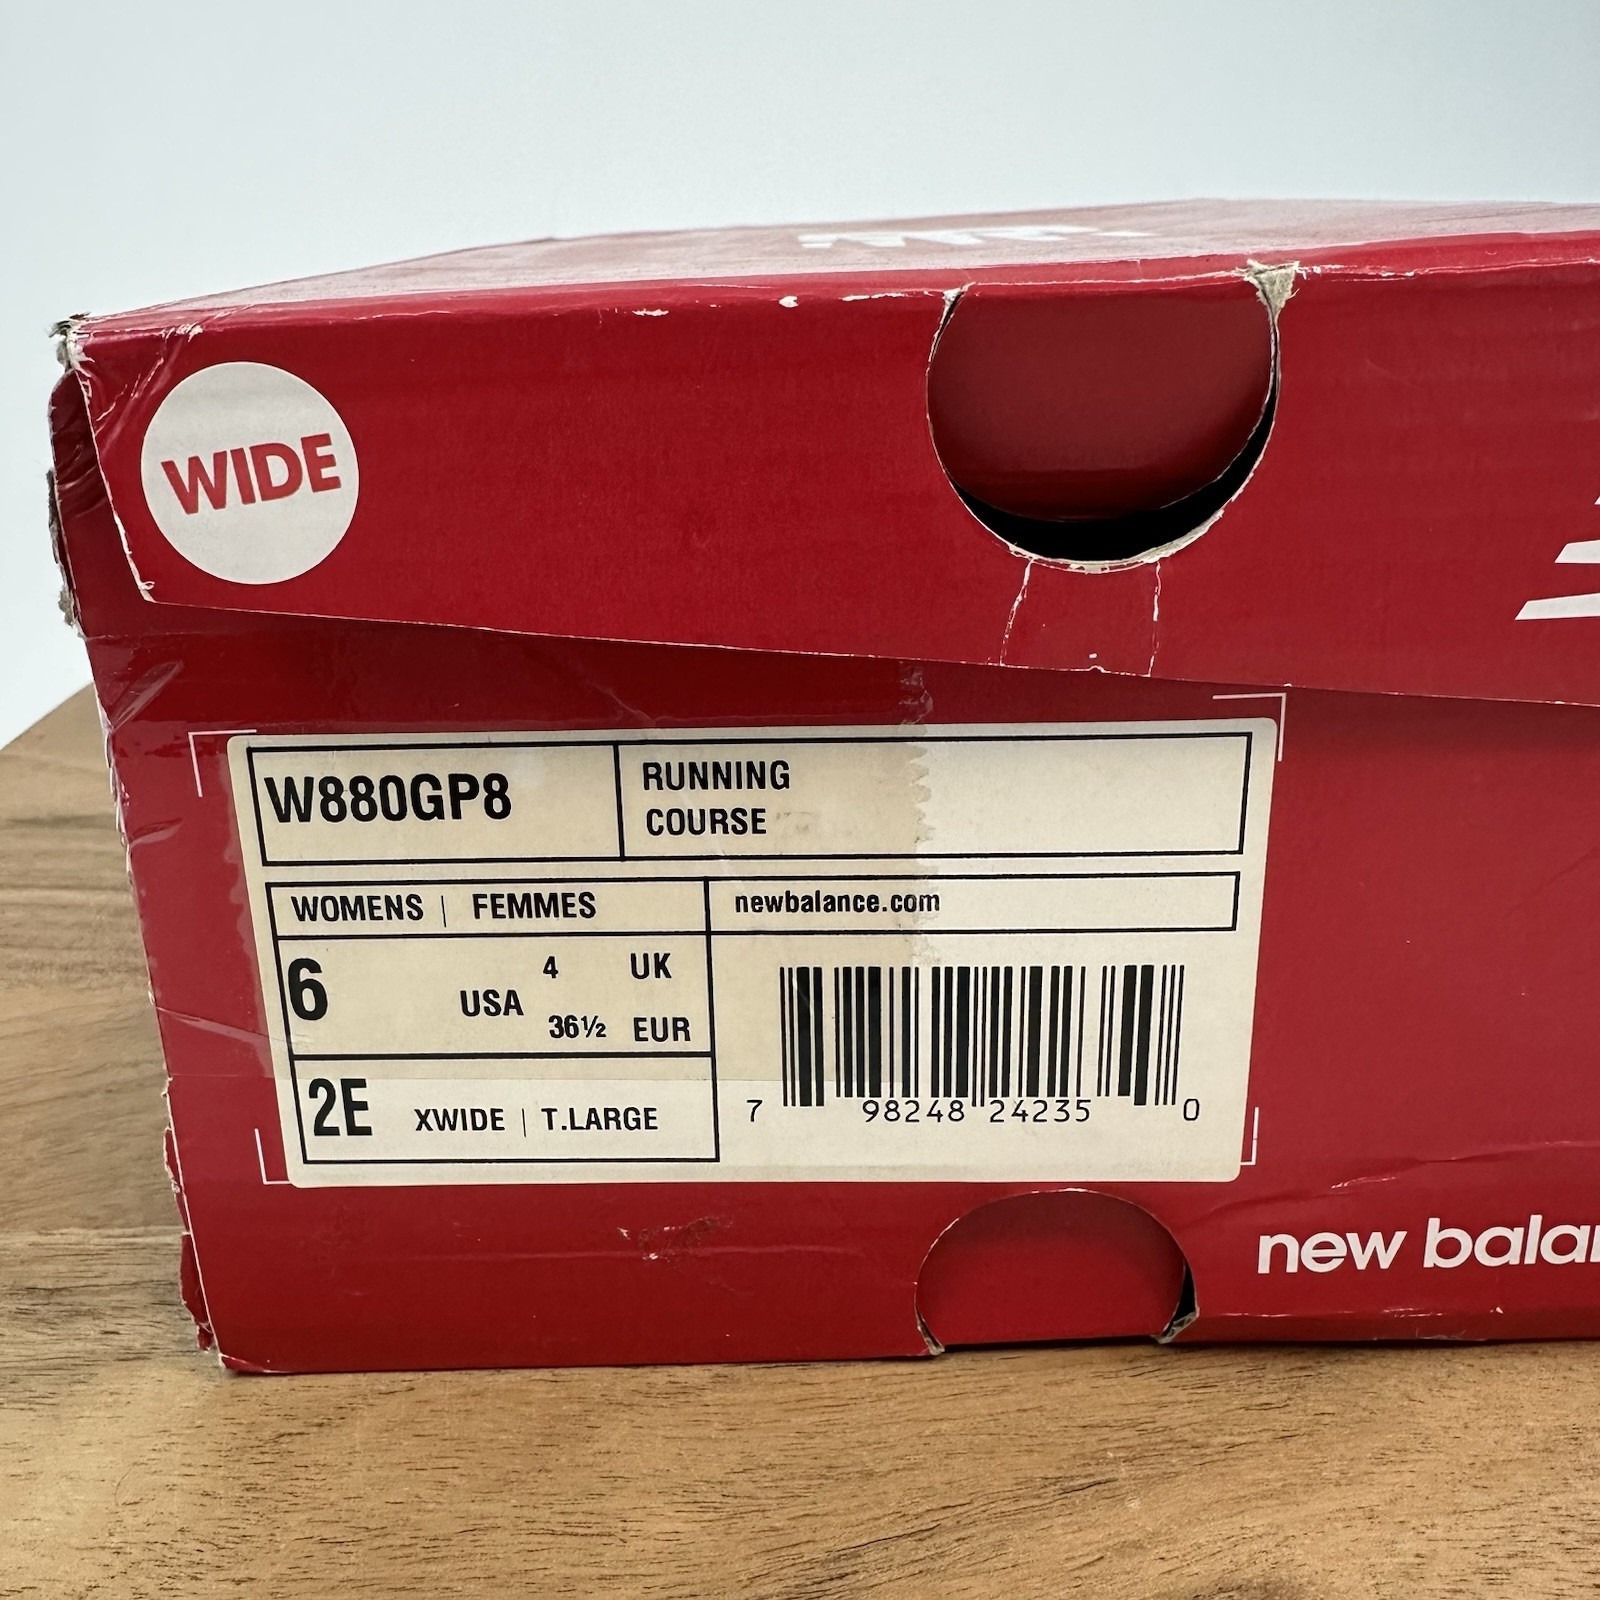 WIDE
W880GP8
RUNNING
COURSE
WOMENS | FEMMES
newbalance.com
6 USA 4 UK
36½ EUR
2E XWIDE | T.LARGE
7 98248 24235 0
new balan